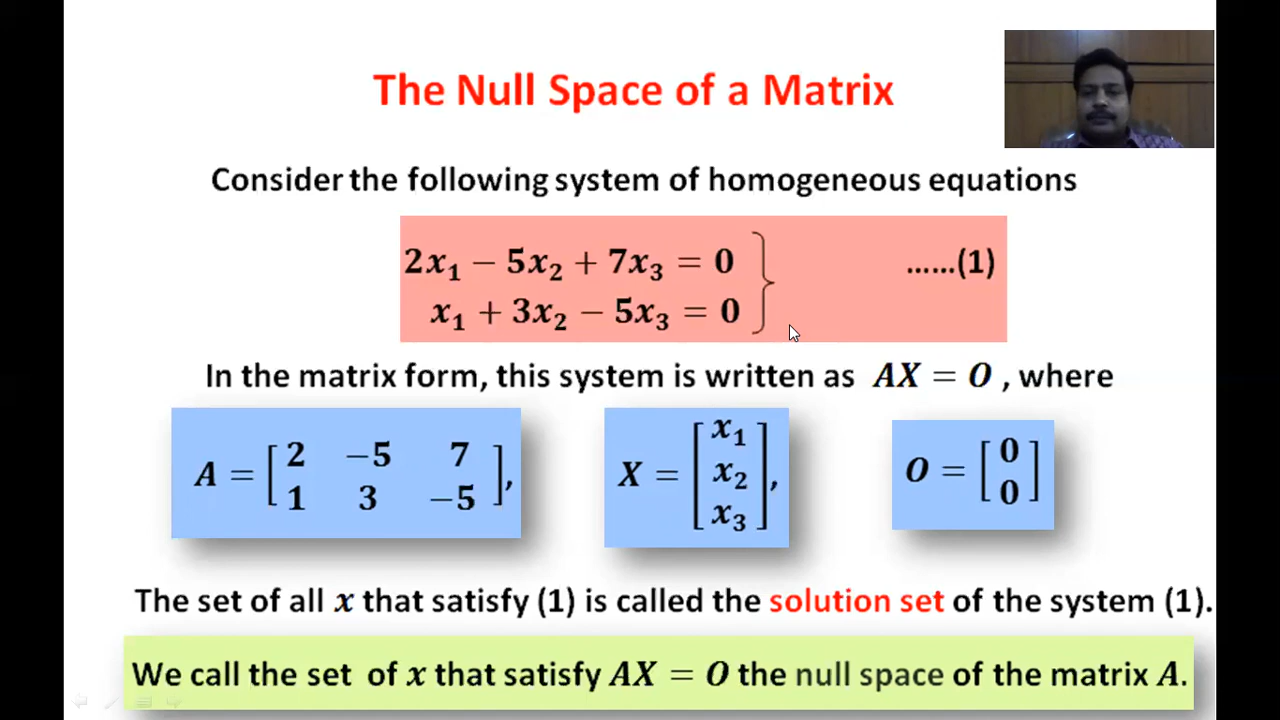 The Null Space of a Matrix
Consider the following system of homogeneous equations
2x₁ − 5x₂ + 7x₃ = 0 ......(1)
x₁ + 3x₂ − 5x₃ = 0
In the matrix form, this system is written as AX = O , where
A = [2 −5 7; 1 3 −5], X = [x₁; x₂; x₃], O = [0; 0]
The set of all x that satisfy (1) is called the solution set of the system (1).
We call the set of x that satisfy AX = O the null space of the matrix A.